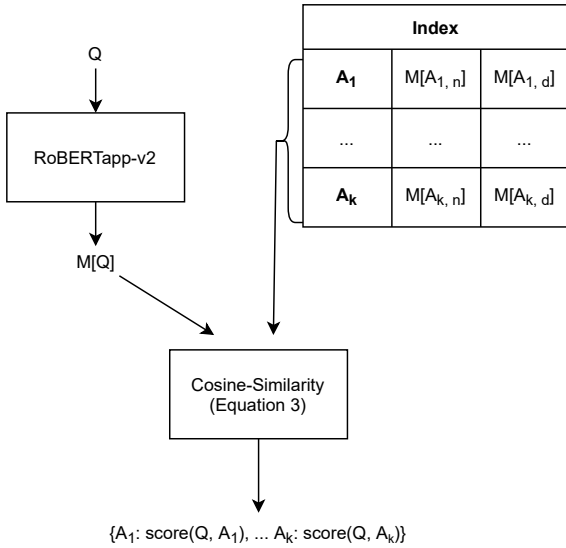 Q
RoBERTapp-v2
M[Q]
Index
A1 M[A1, n] M[A1, d]
... ... ...
Ak M[Ak, n] M[Ak, d]
Cosine-Similarity
(Equation 3)
{A1: score(Q, A1), ... Ak: score(Q, Ak)}